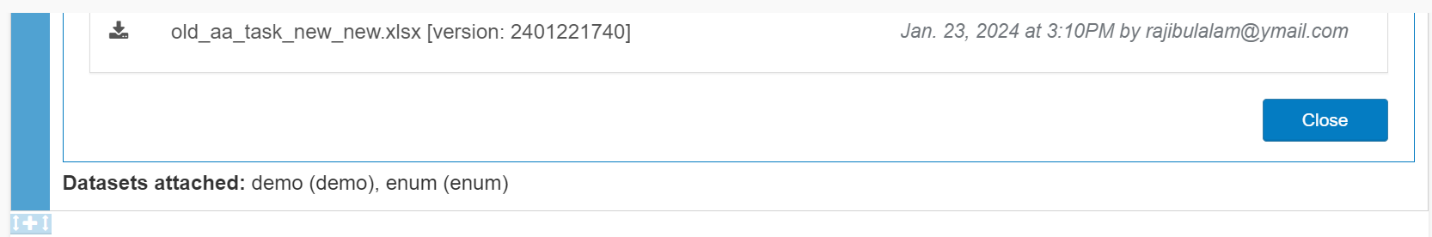 old_aa_task_new_new.xlsx [version: 2401221740] Jan. 23, 2024 at 3:10PM by rajibulalam@ymail.com
Close
Datasets attached: demo (demo), enum (enum)